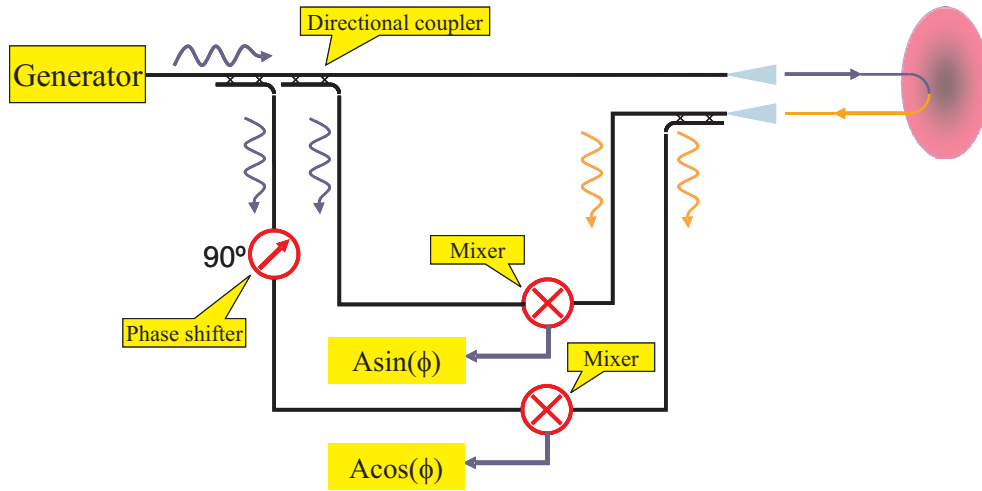 Directional coupler
Generator
90º
Mixer
Phase shifter
Asin(ϕ)
Mixer
Acos(ϕ)